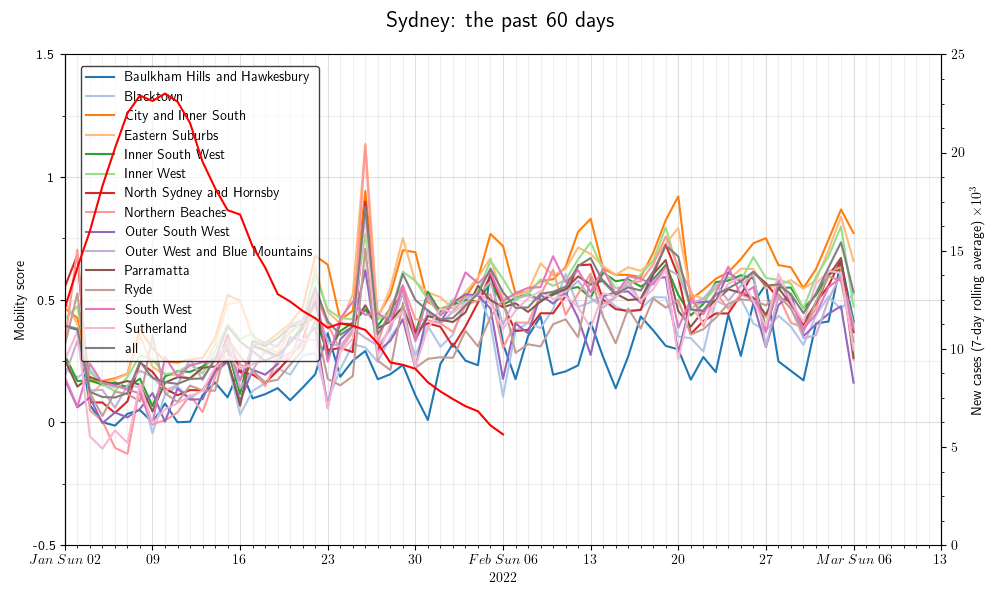 Sydney: the past 60 days
1.5
1
0.5
0
-0.5
Mobility score
Baulkham Hills and Hawkesbury
Blacktown
City and Inner South
Eastern Suburbs
Inner South West
Inner West
North Sydney and Hornsby
Northern Beaches
Outer South West
Outer West and Blue Mountains
Parramatta
Ryde
South West
Sutherland
all
25
20
15
10
5
0
New cases (7-day rolling average) ×10³
Jan Sun 02 09 16 23 30 Feb Sun 06 13 20 27 Mar Sun 06 13
2022